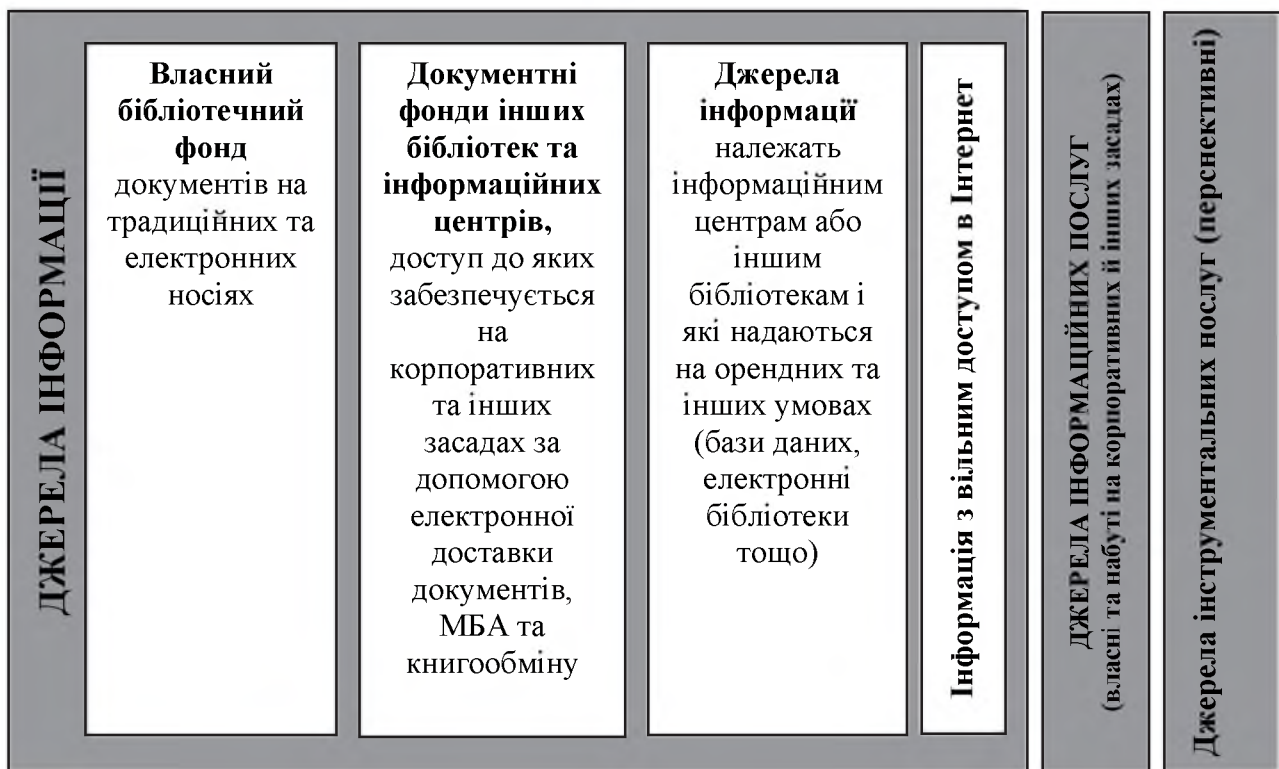 ДЖЕРЕЛА ІНФОРМАЦІЇ
Власний
бібліотечний
фонд
документів на
традиційних та
електронних
носіях
Документні
фонди інших
бібліотек та
інформаційних
центрів,
доступ до яких
забезпечується
на
корпоративних
та інших
засадах за
допомогою
електронної
доставки
документів,
МБА та
книгообміну
Джерела
інформації
належать
інформаційним
центрам або
іншим
бібліотекам і
які надаються
на орендних та
інших умовах
(бази даних,
електронні
бібліотеки
тощо)
Інформація з вільним доступом в Інтернет
ДЖЕРЕЛА ІНФОРМАЦІЙНИХ ПОСЛУГ
(власні та набуті на корпоративних й інших засадах)
Джерела інструментальних послуг (перспективні)